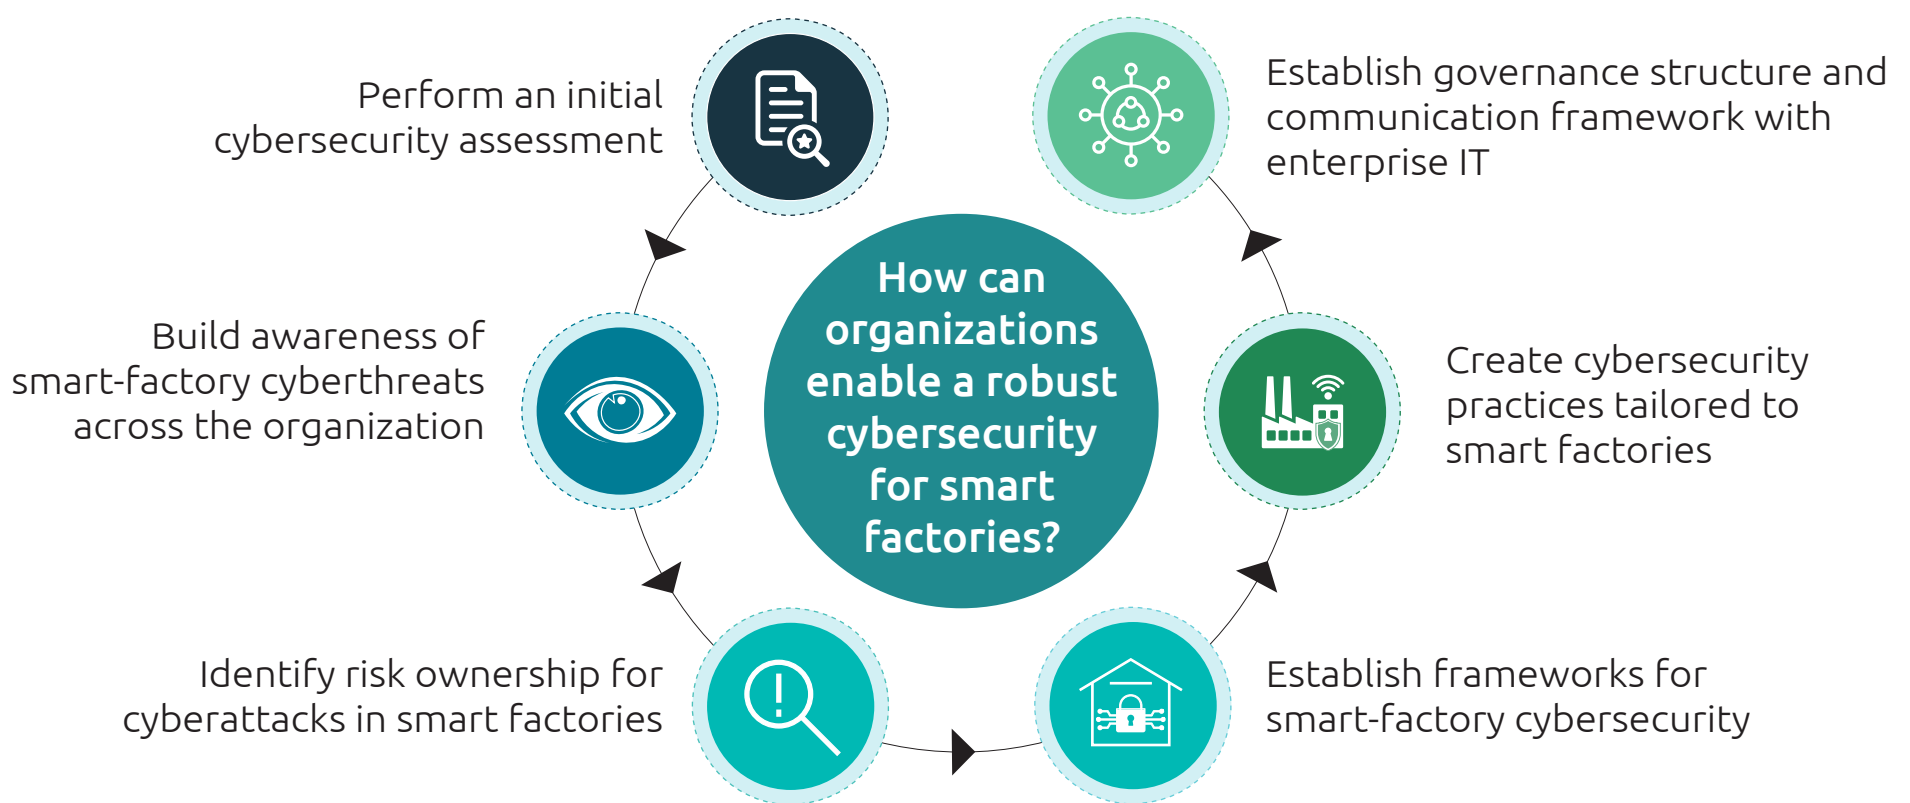 Perform an initial
cybersecurity assessment
Establish governance structure and
communication framework with
enterprise IT
How can
organizations
enable a robust
cybersecurity
for smart
factories?
Build awareness of
smart-factory cyberthreats
across the organization
Create cybersecurity
practices tailored to
smart factories
Identify risk ownership for
cyberattacks in smart factories
Establish frameworks for
smart-factory cybersecurity